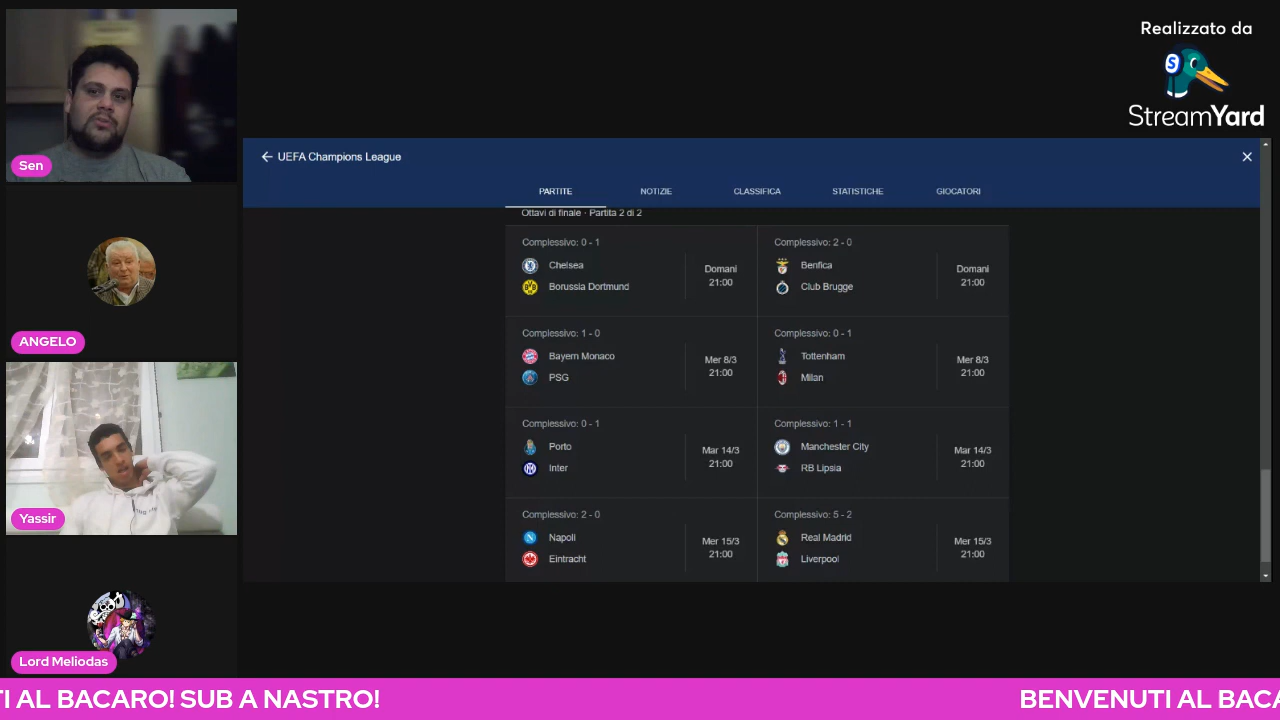 Realizzato da
StreamYard
Sen
ANGELO
Yassir
Lord Meliodas
UEFA Champions League
PARTITE
NOTIZIE
CLASSIFICA
STATISTICHE
GIOCATORI
Ottavi di finale · Partita 2 di 2
Complessivo: 0 - 1
Chelsea
Borussia Dortmund
Domani
21:00
Complessivo: 2 - 0
Benfica
Club Brugge
Domani
21:00
Complessivo: 1 - 0
Bayern Monaco
PSG
Mer 8/3
21:00
Complessivo: 0 - 1
Tottenham
Milan
Mer 8/3
21:00
Complessivo: 0 - 1
Porto
Inter
Mar 14/3
21:00
Complessivo: 1 - 1
Manchester City
RB Lipsia
Mar 14/3
21:00
Complessivo: 2 - 0
Napoli
Eintracht
Mer 15/3
21:00
Complessivo: 5 - 2
Real Madrid
Liverpool
Mer 15/3
21:00
TI AL BACARO! SUB A NASTRO!
BENVENUTI AL BACA